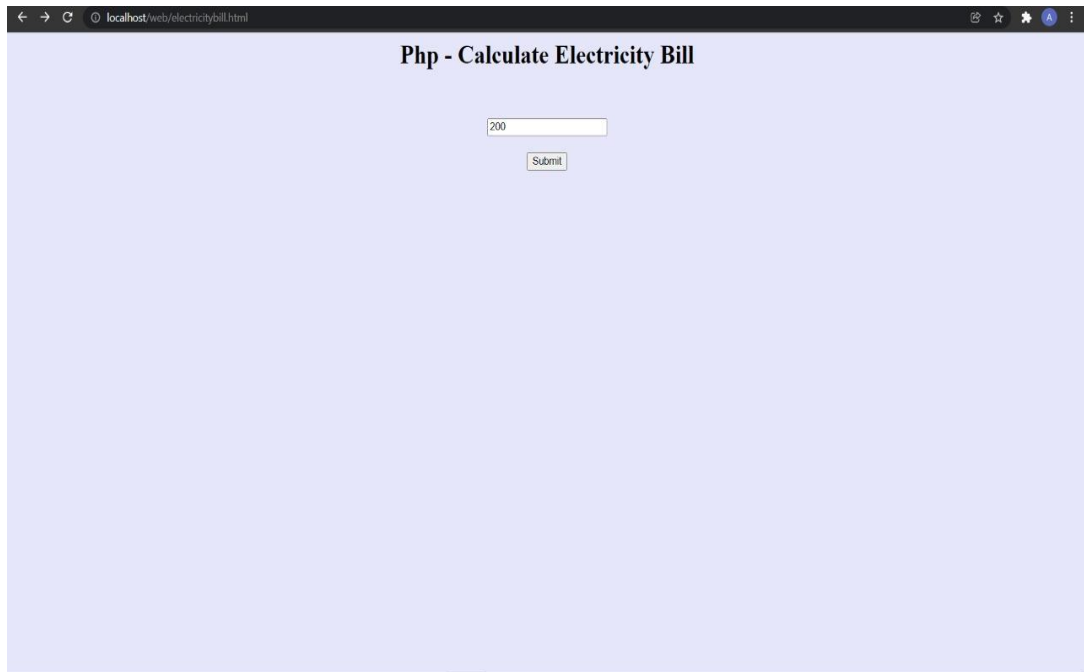 localhost/web/electricitybill.html
A
Php - Calculate Electricity Bill
200
Submit